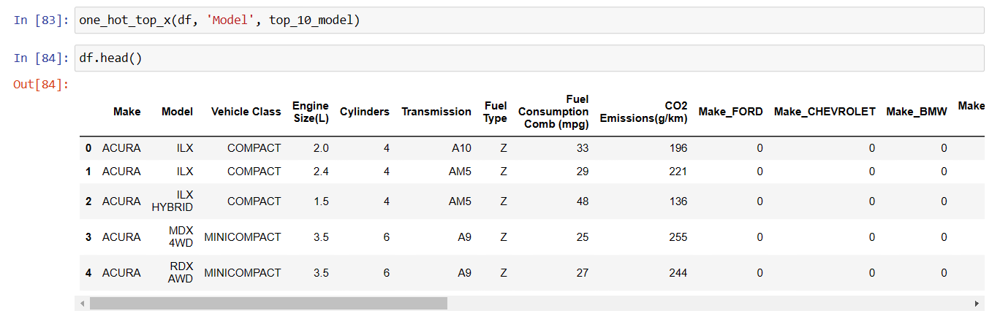 In [83]: one_hot_top_x(df, 'Model', top_10_model)
In [84]: df.head()
Out[84]:
Make Model Vehicle Class Engine Size(L) Cylinders Transmission Fuel Type Fuel Consumption Comb (mpg) CO2 Emissions(g/km) Make_FORD Make_CHEVROLET Make_BMW Make
0 ACURA ILX COMPACT 2.0 4 A10 Z 33 196 0 0 0
1 ACURA ILX COMPACT 2.4 4 AM5 Z 29 221 0 0 0
2 ACURA ILX HYBRID COMPACT 1.5 4 AM5 Z 48 136 0 0 0
3 ACURA MDX 4WD MINICOMPACT 3.5 6 A9 Z 25 255 0 0 0
4 ACURA RDX AWD MINICOMPACT 3.5 6 A9 Z 27 244 0 0 0